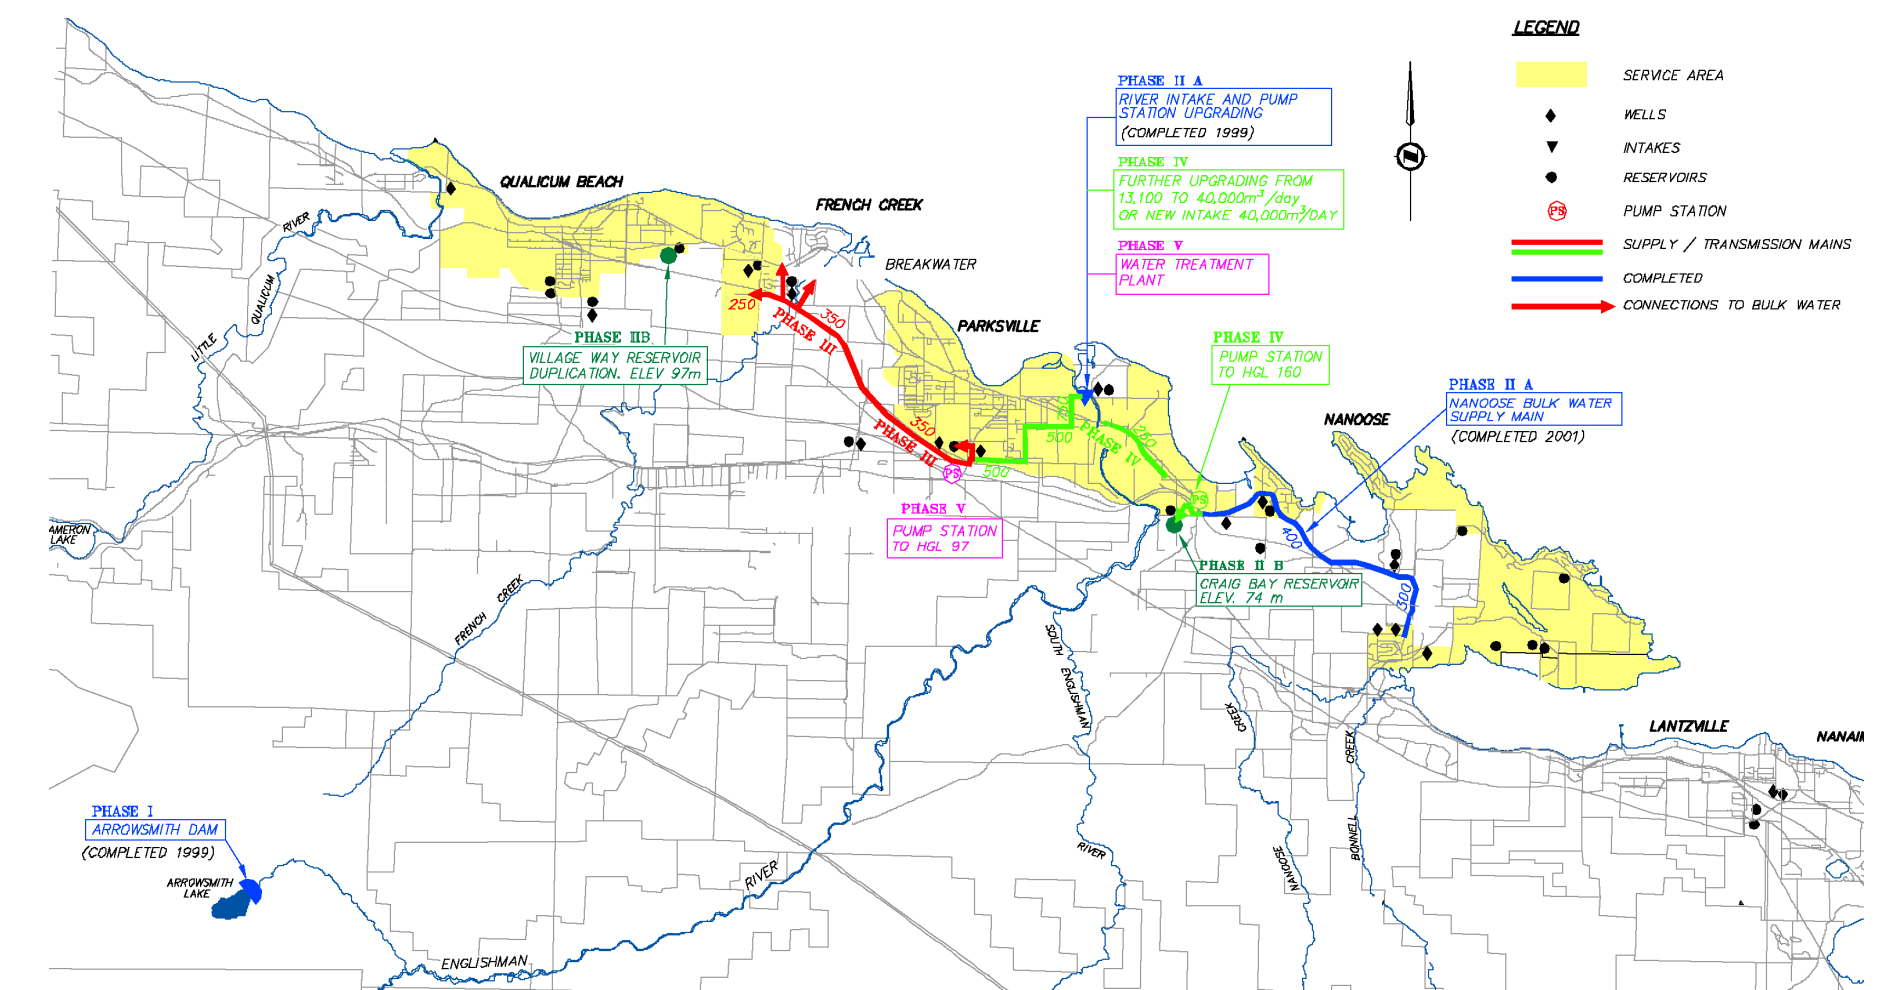 LEGEND
SERVICE AREA
WELLS
INTAKES
RESERVOIRS
PS
PUMP STATION
SUPPLY / TRANSMISSION MAINS
COMPLETED
CONNECTIONS TO BULK WATER
PHASE II A
RIVER INTAKE AND PUMP
STATION UPGRADING
(COMPLETED 1999)
PHASE IV
FURTHER UPGRADING FROM
13,100 TO 40,000m³/day
OR NEW INTAKE 40,000m³/DAY
PHASE V
WATER TREATMENT
PLANT
QUALICUM BEACH
FRENCH CREEK
BREAKWATER
PARKSVILLE
NANOOSE
LITTLE
QUALICUM
RIVER
250
PHASE III
350
PHASE IIB
VILLAGE WAY RESERVOIR
DUPLICATION. ELEV 97m
PHASE IV
PUMP STATION
TO HGL 160
PHASE II A
NANOOSE BULK WATER
SUPPLY MAIN
(COMPLETED 2001)
350
PHASE III
500
500
250
PHASE IV
PS
PS
PHASE V
PUMP STATION
TO HGL 97
400
300
PHASE II B
CRAIG BAY RESERVOIR
ELEV. 74 m
AMERON
LAKE
FRENCH CREEK
SOUTH ENGLISHMAN
RIVER
CREEK
NANOOSE
CREEK
BONNELL
LANTZVILLE
NANAIM
PHASE I
ARROWSMITH DAM
(COMPLETED 1999)
ARROWSMITH
LAKE
RIVER
ENGLISHMAN